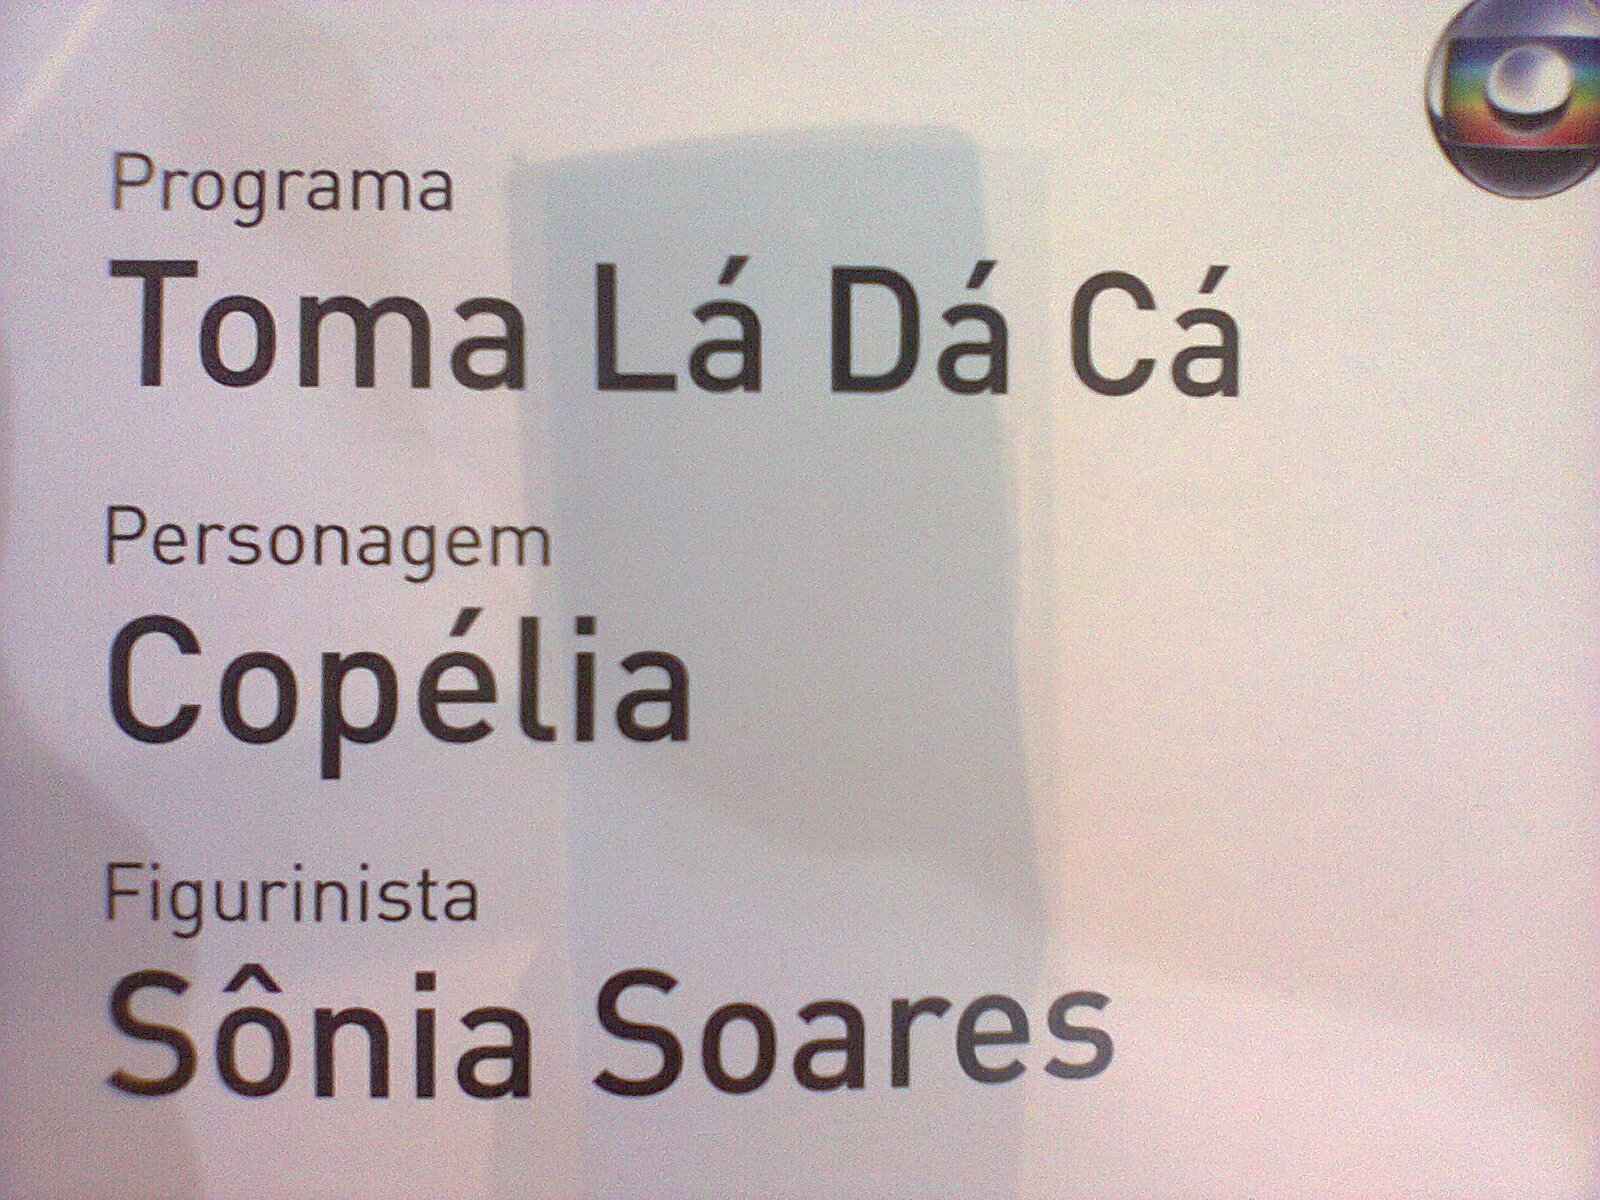 Programa
Toma Lá Dá Cá
Personagem
Copélia
Figurinista
Sônia Soares